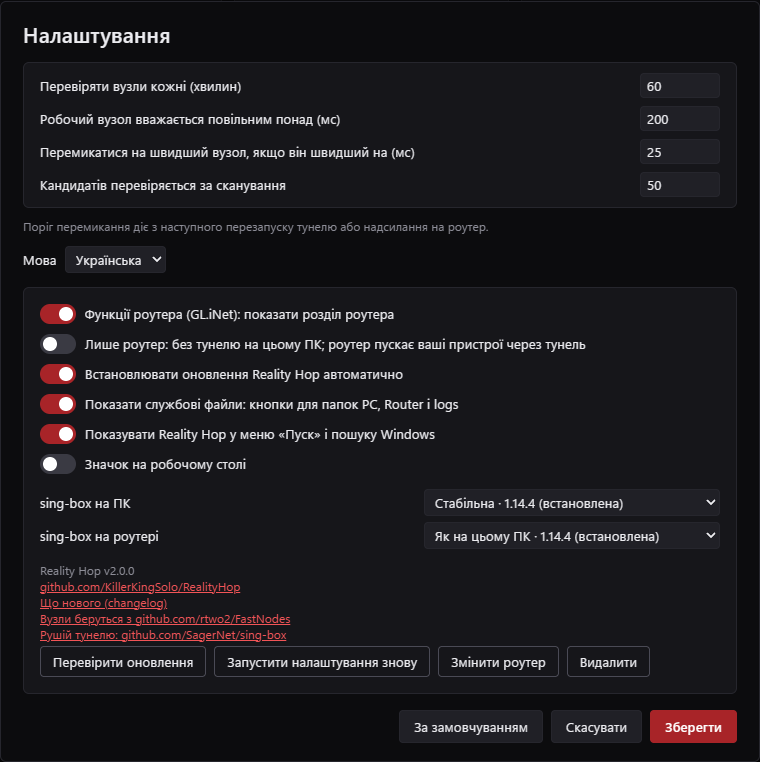 Налаштування
Перевіряти вузли кожні (хвилин) 60
Робочий вузол вважається повільним понад (мс) 200
Перемикатися на швидший вузол, якщо він швидший на (мс) 25
Кандидатів перевіряється за сканування 50
Поріг перемикання діє з наступного перезапуску тунелю або надсилання на роутер.
Мова Українська
Функції роутера (GL.iNet): показати розділ роутера
Лише роутер: без тунелю на цьому ПК; роутер пускає ваші пристрої через тунель
Встановлювати оновлення Reality Hop автоматично
Показати службові файли: кнопки для папок PC, Router і logs
Показувати Reality Hop у меню «Пуск» і пошуку Windows
Значок на робочому столі
sing-box на ПК Стабільна · 1.14.4 (встановлена)
sing-box на роутері Як на цьому ПК · 1.14.4 (встановлена)
Reality Hop v2.0.0
github.com/KillerKingSolo/RealityHop
Що нового (changelog)
Вузли беруться з github.com/rtwo2/FastNodes
Рушій тунелю: github.com/SagerNet/sing-box
Перевірити оновлення Запустити налаштування знову Змінити роутер Видалити
За замовчуванням Скасувати Зберегти